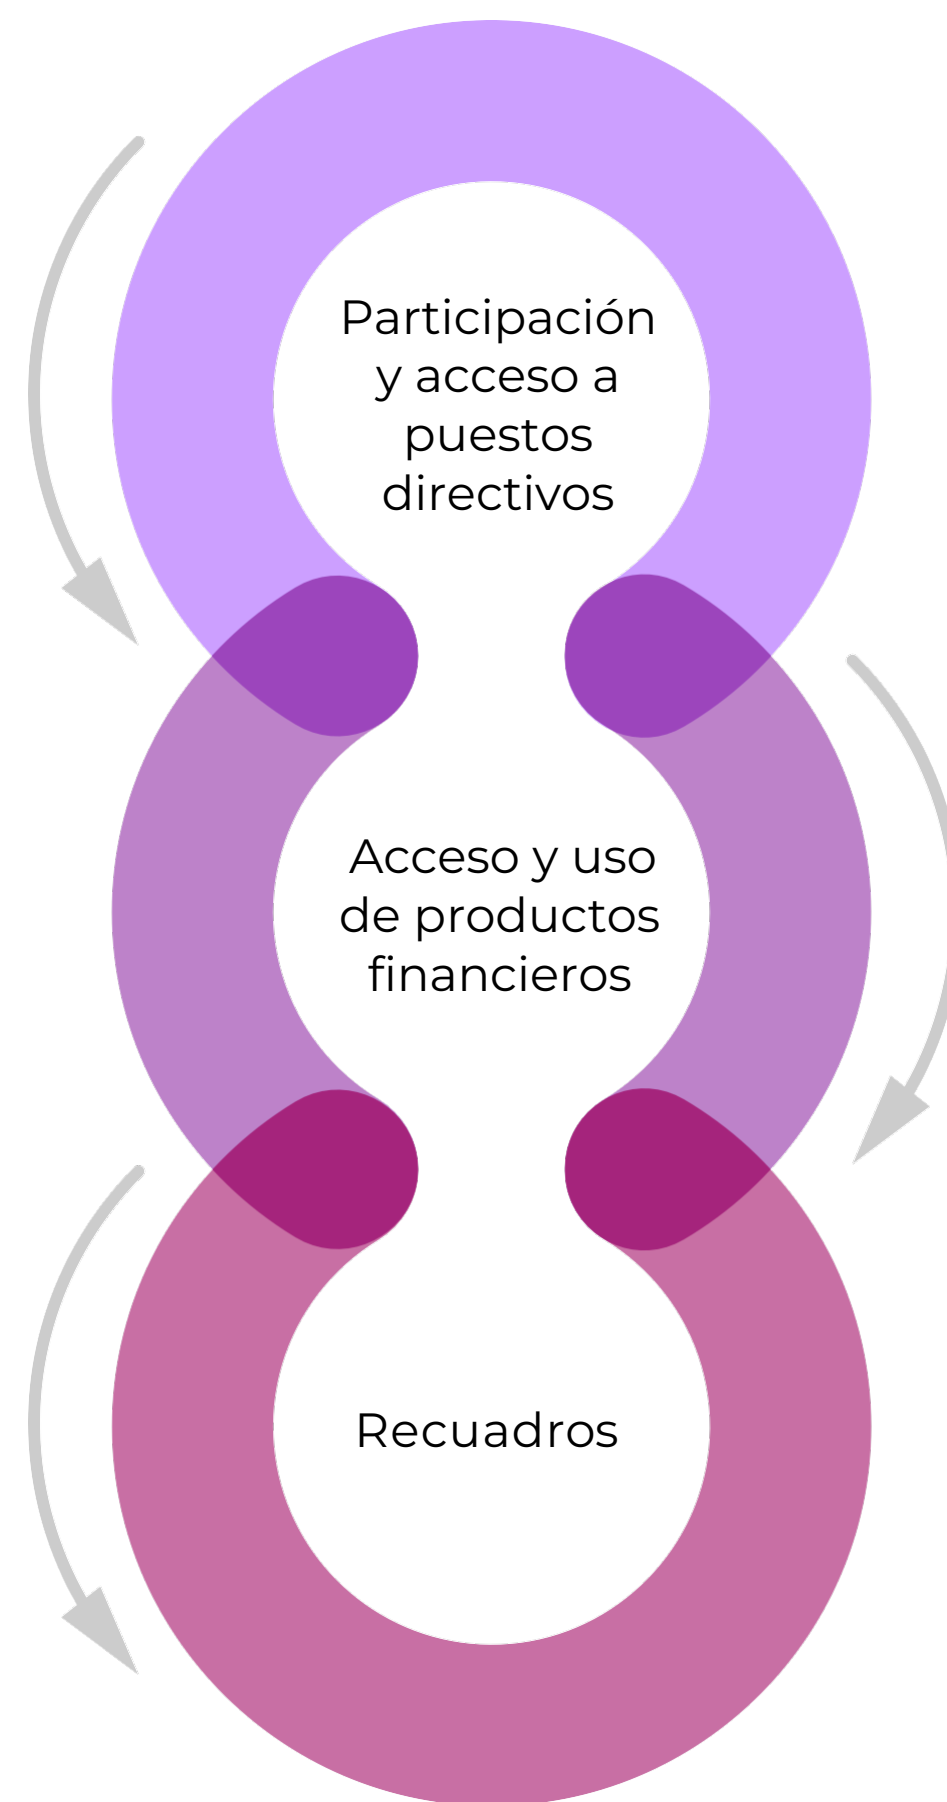 Participación
y acceso a
puestos
directivos
Acceso y uso
de productos
financieros
Recuadros